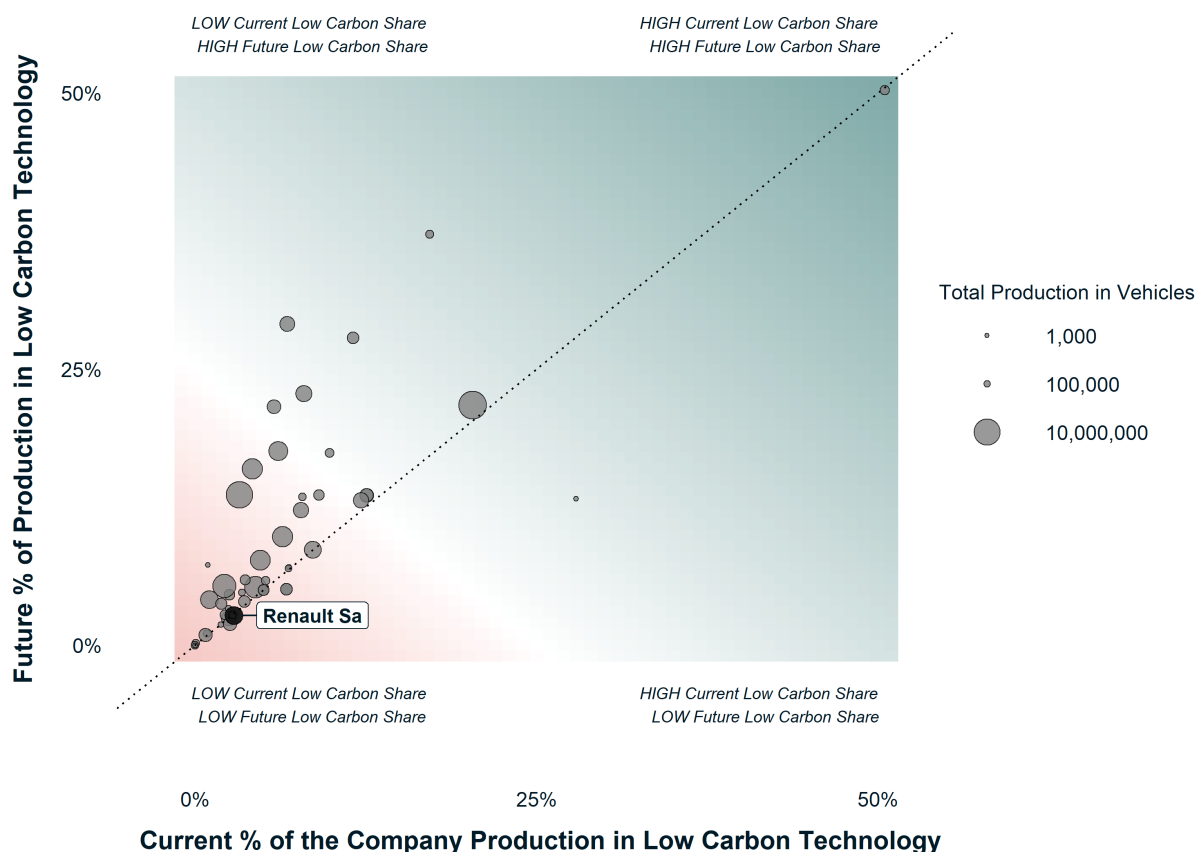 LOW Current Low Carbon Share
HIGH Future Low Carbon Share
HIGH Current Low Carbon Share
HIGH Future Low Carbon Share
Future % of Production in Low Carbon Technology
50%
25%
0%
Renault Sa
Total Production in Vehicles
1,000
100,000
10,000,000
LOW Current Low Carbon Share
LOW Future Low Carbon Share
HIGH Current Low Carbon Share
LOW Future Low Carbon Share
0%
25%
50%
Current % of the Company Production in Low Carbon Technology